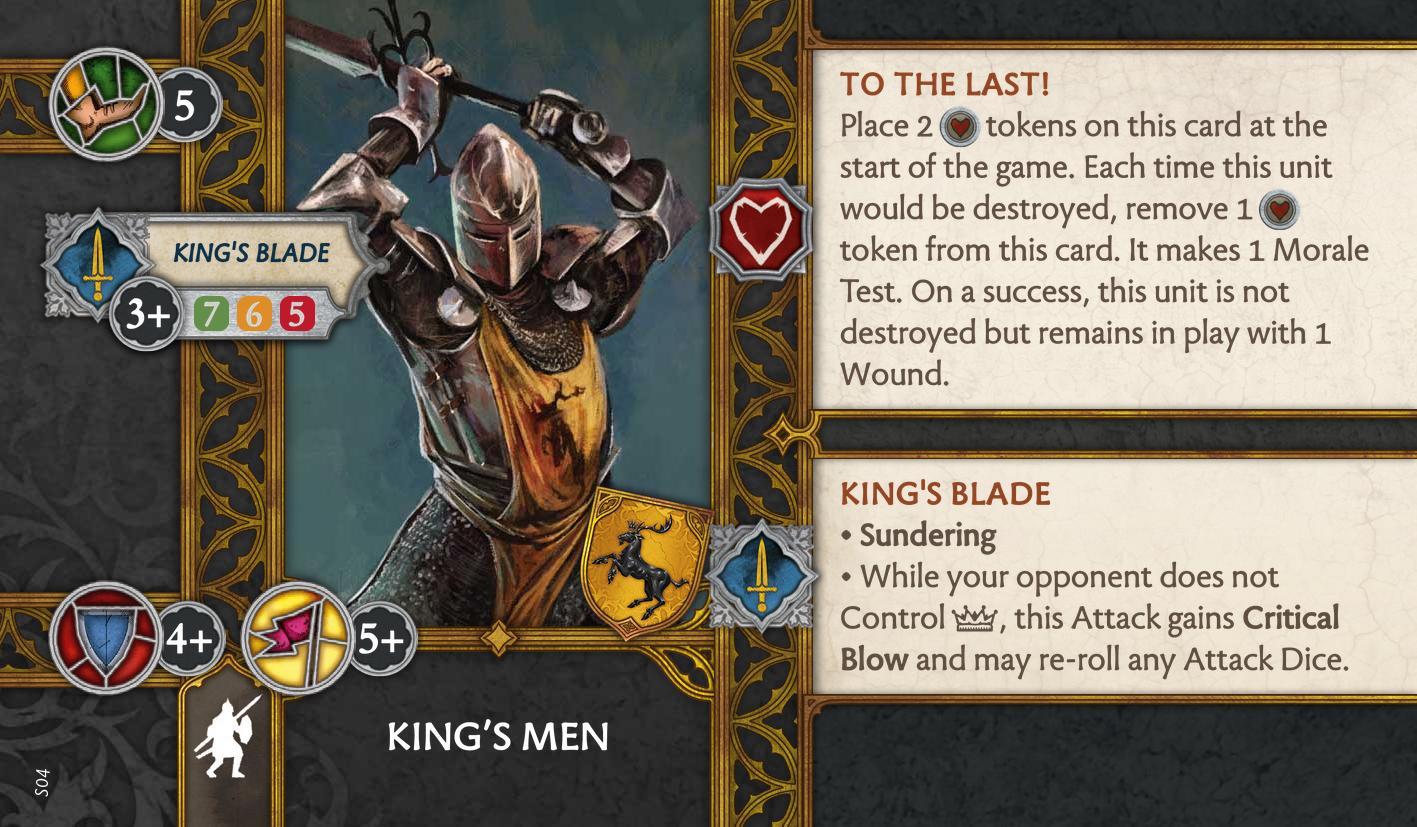 5
KING'S BLADE
3+ 7 6 5
4+ 5+
KING'S MEN
S04
TO THE LAST!
Place 2 tokens on this card at the
start of the game. Each time this unit
would be destroyed, remove 1
token from this card. It makes 1 Morale
Test. On a success, this unit is not
destroyed but remains in play with 1
Wound.
KING'S BLADE
• Sundering
• While your opponent does not
Control , this Attack gains Critical
Blow and may re-roll any Attack Dice.